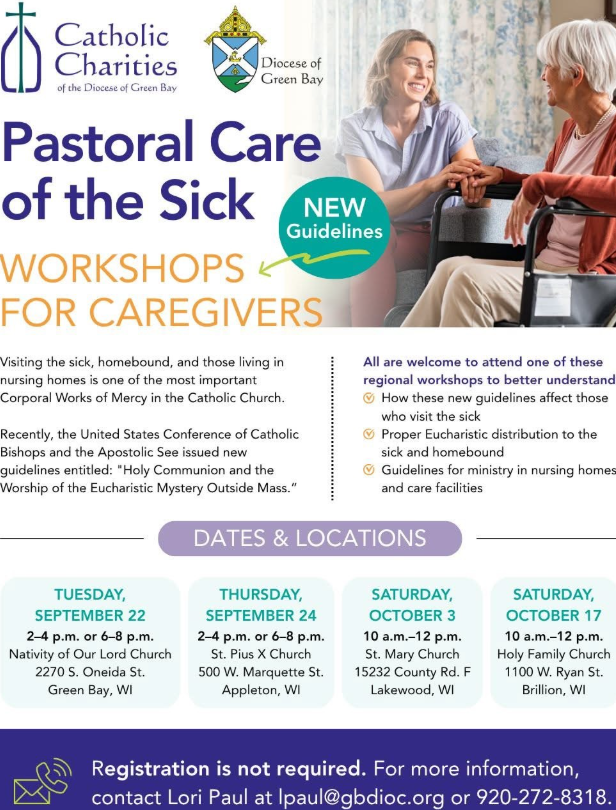 Catholic
Charities
of the Diocese of Green Bay
Diocese of
Green Bay
Pastoral Care
of the Sick
NEW
Guidelines
WORKSHOPS
FOR CAREGIVERS
Visiting the sick, homebound, and those living in
nursing homes is one of the most important
Corporal Works of Mercy in the Catholic Church.
Recently, the United States Conference of Catholic
Bishops and the Apostolic See issued new
guidelines entitled: "Holy Communion and the
Worship of the Eucharistic Mystery Outside Mass."
All are welcome to attend one of these
regional workshops to better understand
How these new guidelines affect those
who visit the sick
Proper Eucharistic distribution to the
sick and homebound
Guidelines for ministry in nursing homes
and care facilities
DATES & LOCATIONS
TUESDAY,
SEPTEMBER 22
2–4 p.m. or 6–8 p.m.
Nativity of Our Lord Church
2270 S. Oneida St.
Green Bay, WI
THURSDAY,
SEPTEMBER 24
2–4 p.m. or 6–8 p.m.
St. Pius X Church
500 W. Marquette St.
Appleton, WI
SATURDAY,
OCTOBER 3
10 a.m.–12 p.m.
St. Mary Church
15232 County Rd. F
Lakewood, WI
SATURDAY,
OCTOBER 17
10 a.m.–12 p.m.
Holy Family Church
1100 W. Ryan St.
Brillion, WI
Registration is not required. For more information,
contact Lori Paul at lpaul@gbdioc.org or 920-272-8318